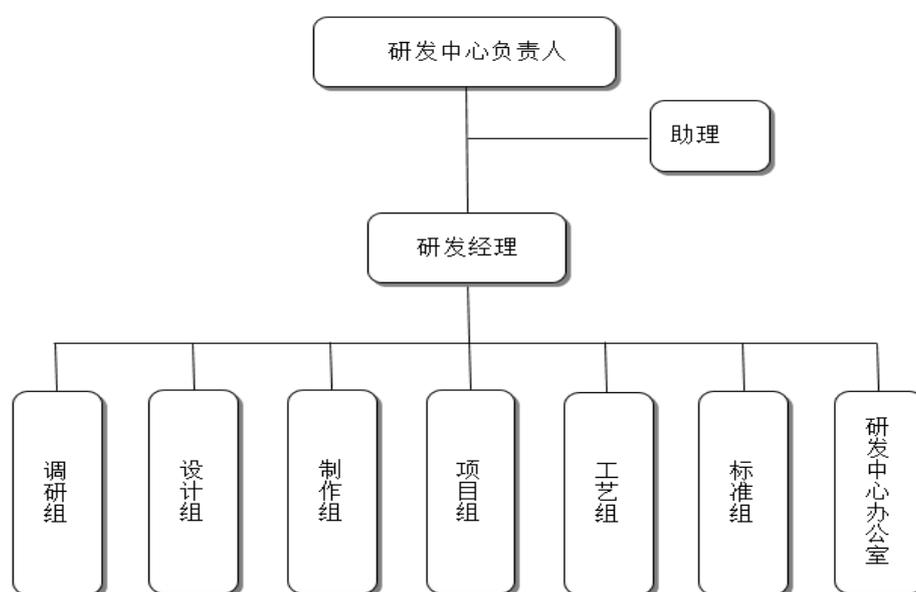 研发中心负责人
助理
研发经理
调研组
设计组
制作组
项目组
工艺组
标准组
研发中心办公室